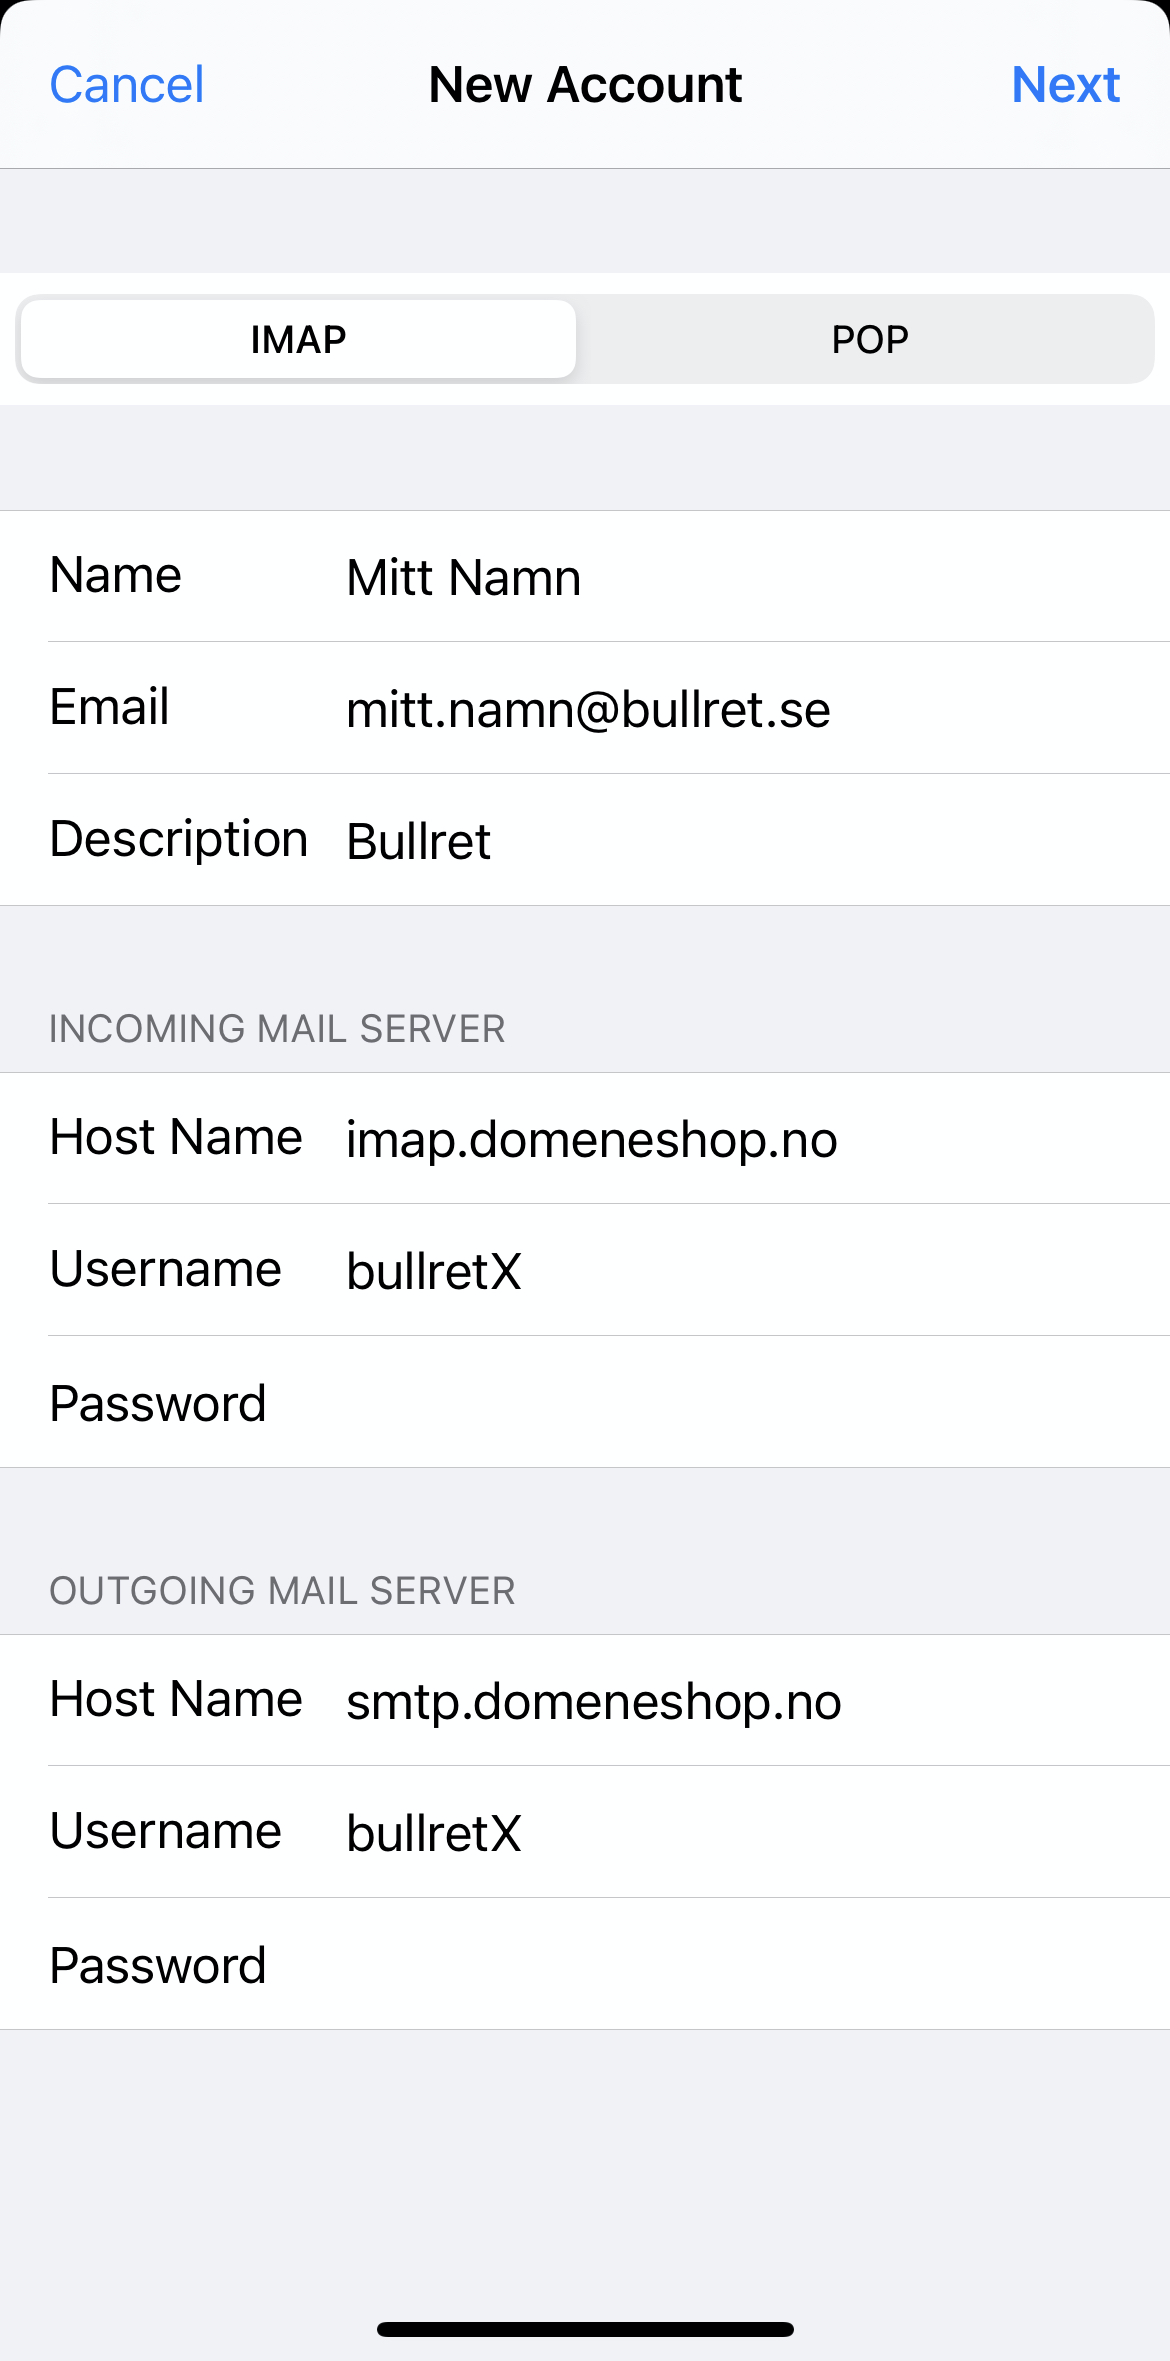 Cancel New Account Next
IMAP POP
Name Mitt Namn
Email mitt.namn@bullret.se
Description Bullret
INCOMING MAIL SERVER
Host Name imap.domeneshop.no
Username bullretX
Password
OUTGOING MAIL SERVER
Host Name smtp.domeneshop.no
Username bullretX
Password